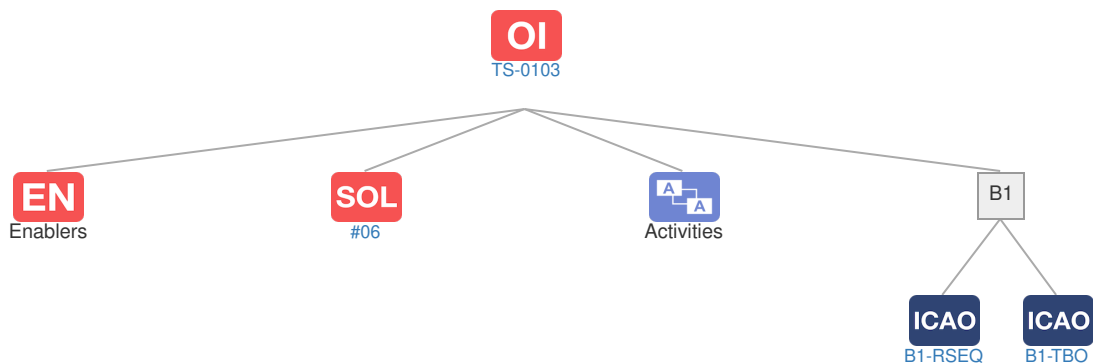 OI
TS-0103
EN
Enablers
SOL
#06
A
A
Activities
B1
ICAO
B1-RSEQ
ICAO
B1-TBO